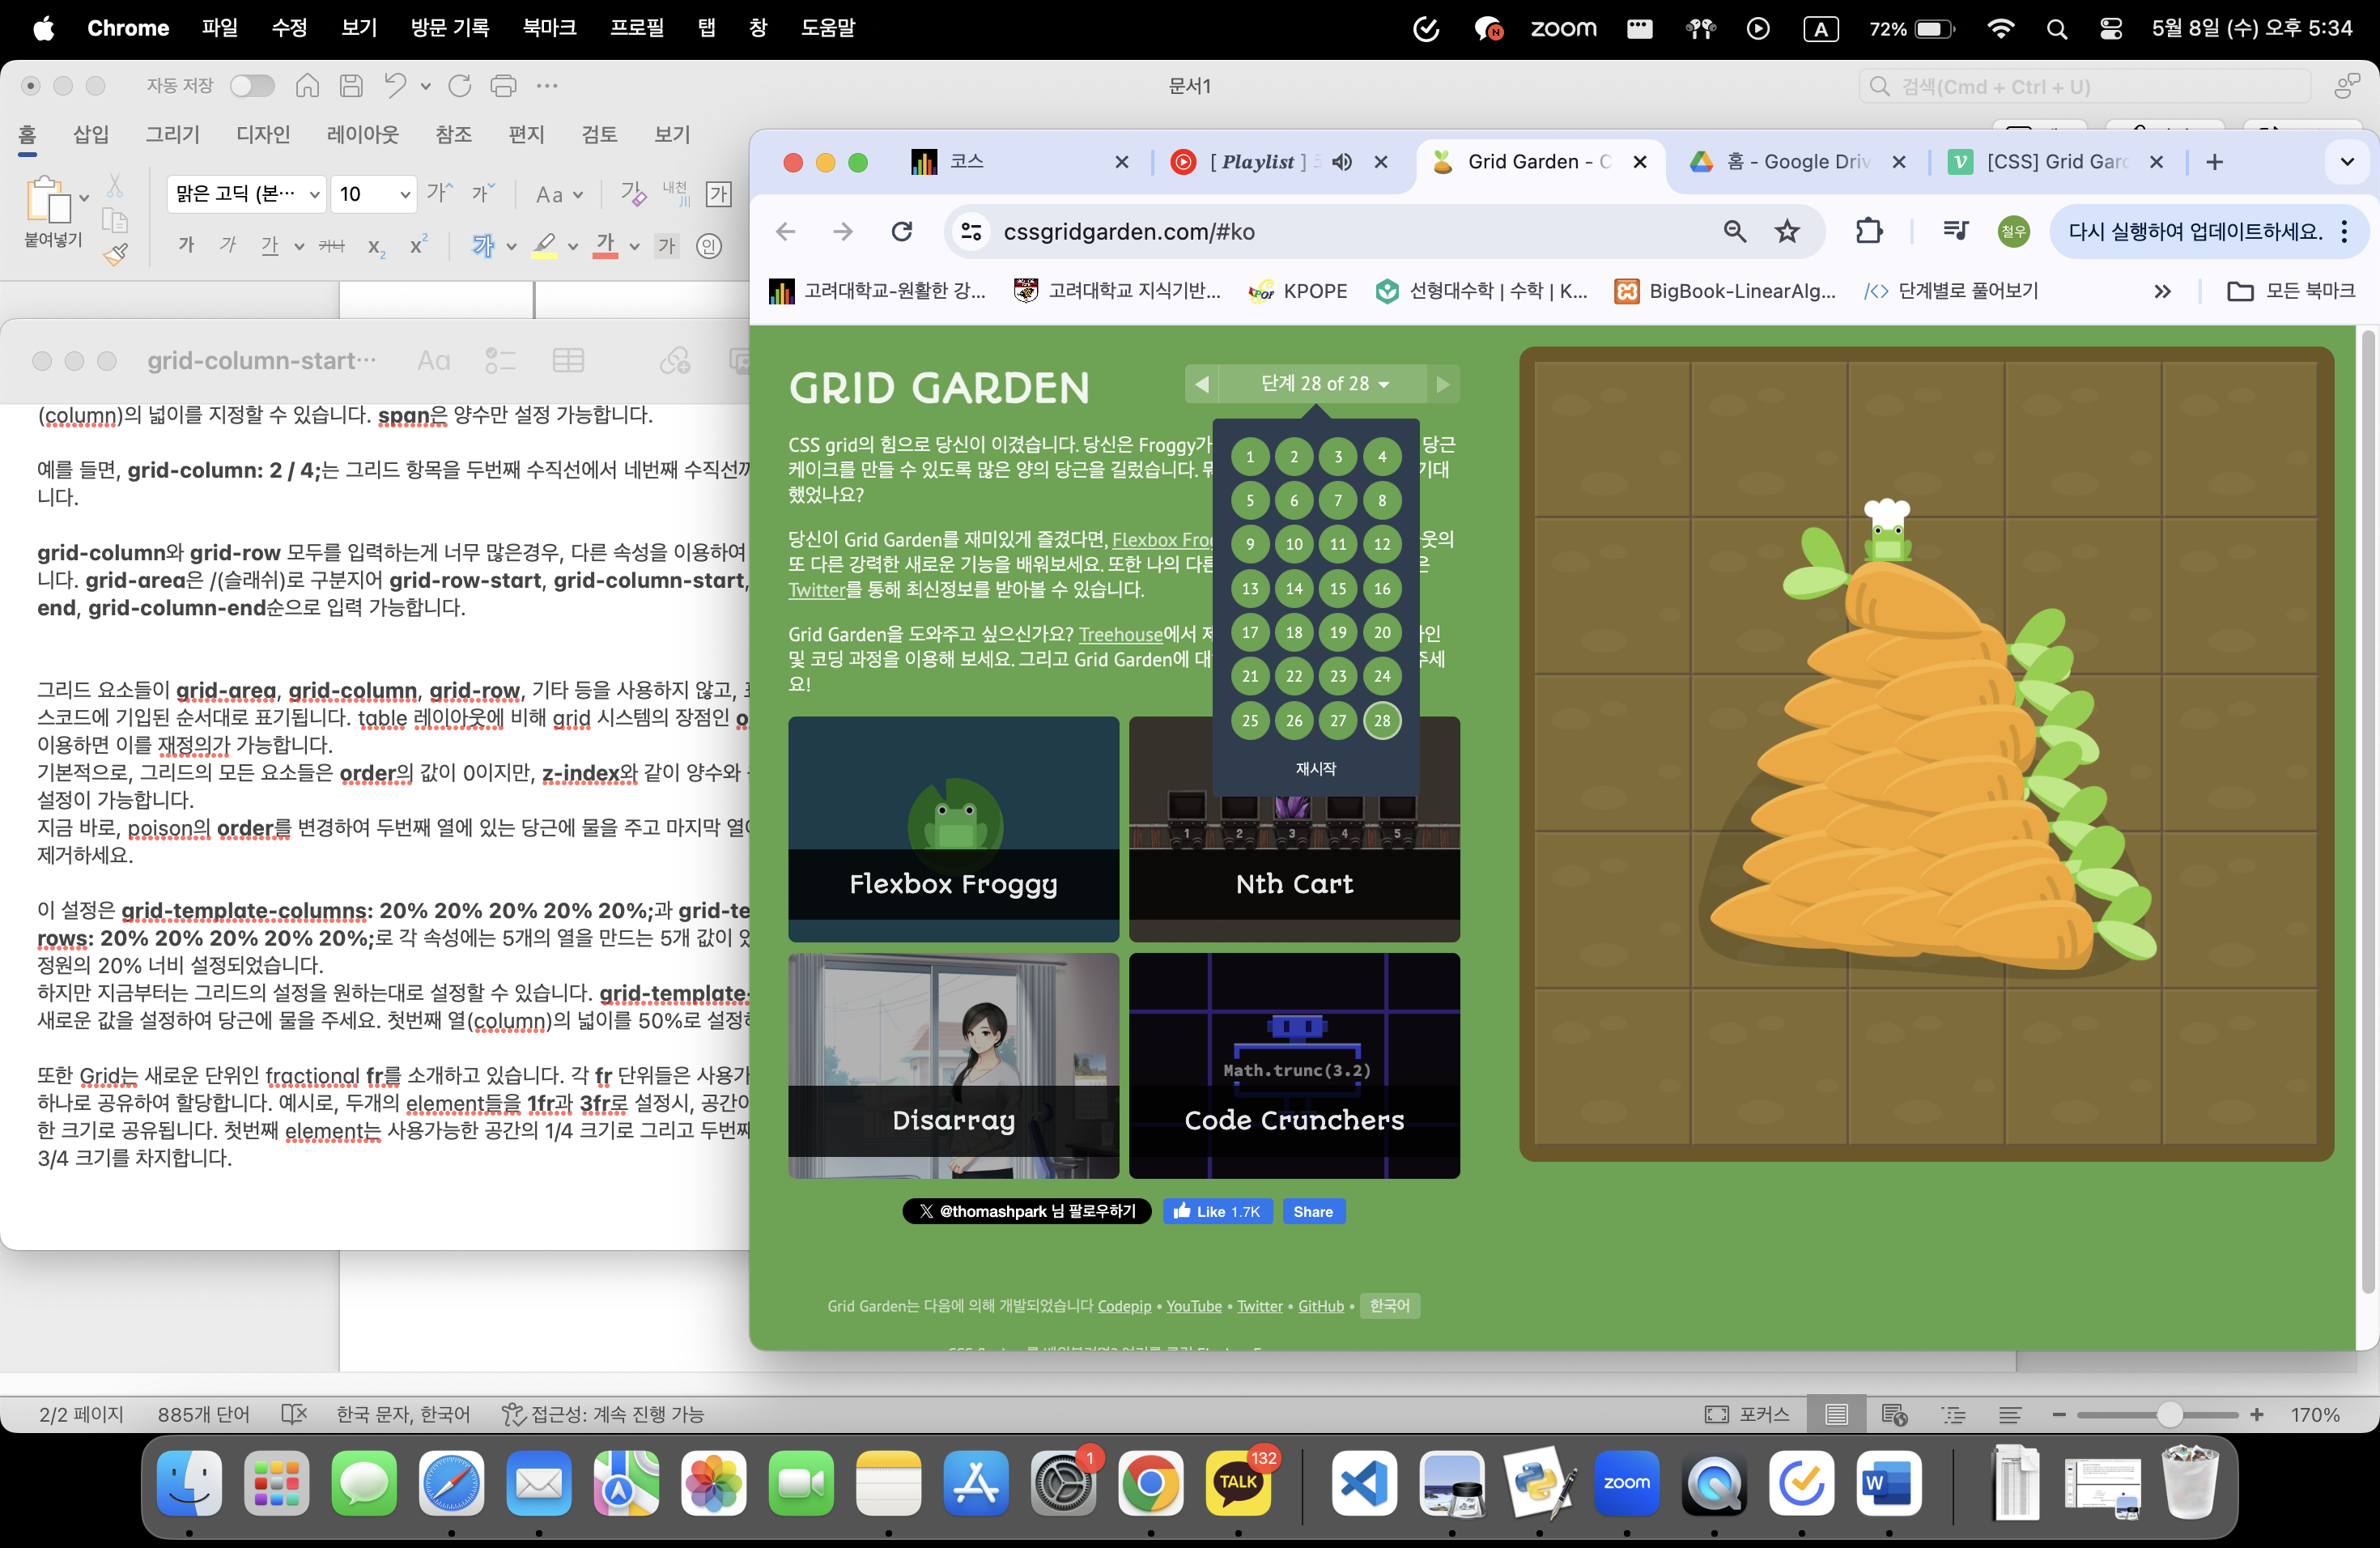 Chrome 파일 수정 보기 방문 기록 북마크 프로필 탭 창 도움말 zoom A 72% 5월 8일 (수) 오후 5:34
자동 저장 문서1 검색(Cmd + Ctrl + U)
홈 삽입 그리기 디자인 레이아웃 참조 편지 검토 보기
맑은 고딕 (본… 10
붙여넣기
코스 [ Playlist ] Grid Garden - C 홈 - Google Driv [CSS] Grid Gard
cssgridgarden.com/#ko 철우 다시 실행하여 업데이트하세요.
고려대학교-원활한 강... 고려대학교 지식기반... KPOPE 선형대수학 | 수학 | K... BigBook-LinearAlg... 단계별로 풀어보기 모든 북마크
grid-column-start…
(column)의 넓이를 지정할 수 있습니다. span은 양수만 설정 가능합니다.
예를 들면, grid-column: 2 / 4;는 그리드 항목을 두번째 수직선에서 네번째 수직선
니다.
grid-column와 grid-row 모두를 입력하는게 너무 많은경우, 다른 속성을 이용하여
니다. grid-area은 /(슬래쉬)로 구분지어 grid-row-start, grid-column-start,
end, grid-column-end순으로 입력 가능합니다.
그리드 요소들이 grid-area, grid-column, grid-row, 기타 등을 사용하지 않고,
스코드에 기입된 순서대로 표기됩니다. table 레이아웃에 비해 grid 시스템의 장점인
이용하면 이를 재정의가 가능합니다.
기본적으로, 그리드의 모든 요소들은 order의 값이 0이지만, z-index와 같이 양수와
설정이 가능합니다.
지금 바로, poison의 order를 변경하여 두번째 열에 있는 당근에 물을 주고 마지막
제거하세요.
이 설정은 grid-template-columns: 20% 20% 20% 20% 20%;과 grid-te
rows: 20% 20% 20% 20% 20%;로 각 속성에는 5개의 열을 만드는 5개 값이
정원의 20% 너비 설정되었습니다.
하지만 지금부터는 그리드의 설정을 원하는대로 설정할 수 있습니다. grid-template-
새로운 값을 설정하여 당근에 물을 주세요. 첫번째 열(column)의 넓이를 50%로
또한 Grid는 새로운 단위인 fractional fr를 소개하고 있습니다. 각 fr 단위들은
하나로 공유하여 할당합니다. 예시로, 두개의 element들을 1fr과 3fr로 설정시,
한 크기로 공유됩니다. 첫번째 element는 사용가능한 공간의 1/4 크기로 그리고
3/4 크기를 차지합니다.
GRID GARDEN
단계 28 of 28
1 2 3 4
5 6 7 8
9 10 11 12
13 14 15 16
17 18 19 20
21 22 23 24
25 26 27 28
재시작
CSS grid의 힘으로 당신이 이겼습니다. 당신은 Froggy가 당근
케이크를 만들 수 있도록 많은 양의 당근을 길렀습니다. 기대
했었나요?
당신이 Grid Garden를 재미있게 즐겼다면, Flexbox Frog
또 다른 강력한 새로운 기능을 배워보세요. 또한 나의 다른 은
Twitter를 통해 최신정보를 받아볼 수 있습니다.
Grid Garden을 도와주고 싶으신가요? Treehouse에서
및 코딩 과정을 이용해 보세요. 그리고 Grid Garden에 대 주세
요!
Flexbox Froggy
1 2 3 4 5
Nth Cart
Disarray
Math.trunc(3.2)
Code Crunchers
@thomashpark 님 팔로우하기 Like 1.7K Share
Grid Garden는 다음에 의해 개발되었습니다 Codepip • YouTube • Twitter • GitHub • 한국어
2/2 페이지 885개 단어 한국 문자, 한국어 접근성: 계속 진행 가능 포커스 170%
1 TALK 132 zoom W